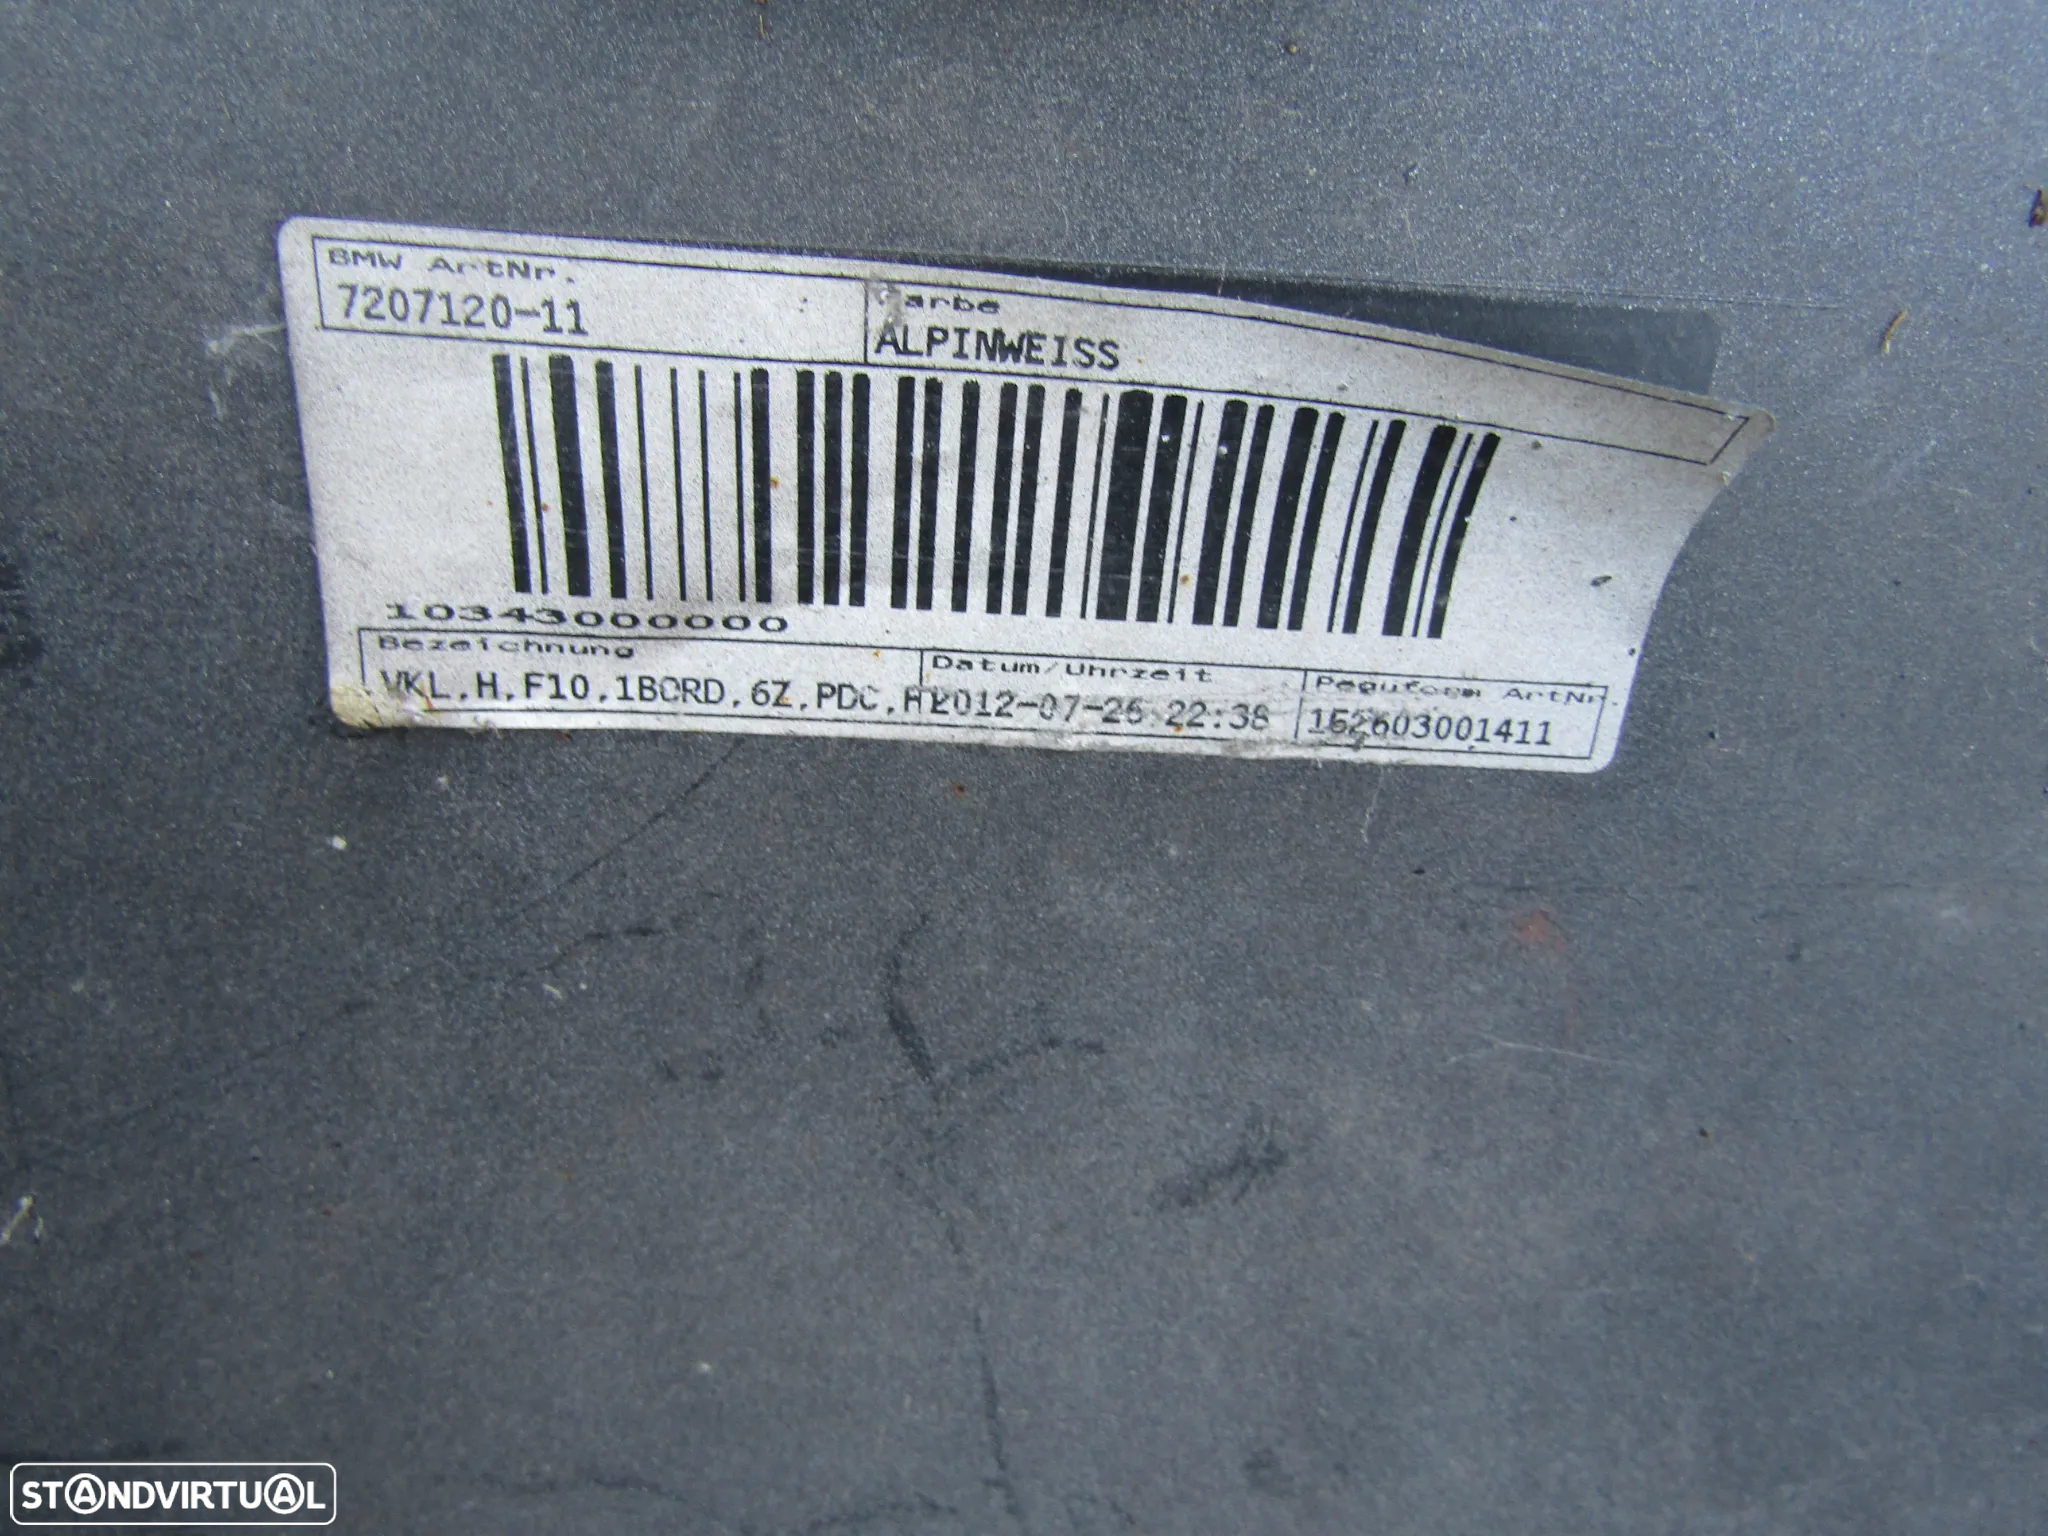 BMW ArtNr.
7207120-11
Farbe
ALPINWEISS
10343000000
Bezeichnung
VKL,H,F10,1BORD,6Z,PDC,
Datum/Uhrzeit
2012-07-26 22:38
Peguform ArtNr.
152603001411
STANDVIRTUAL